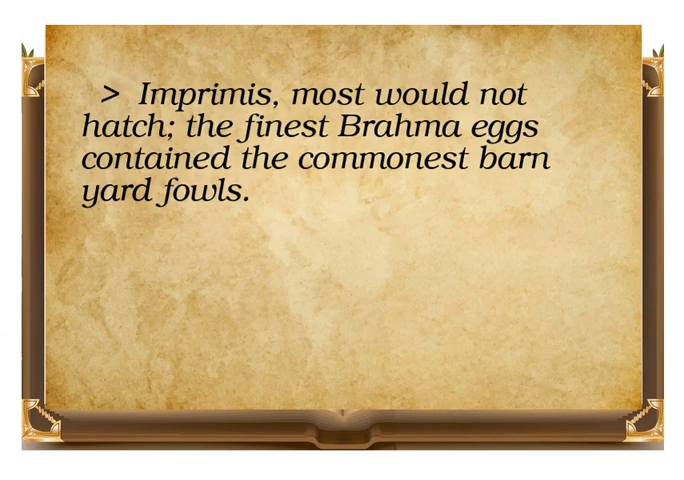 > Imprimis, most would not
hatch; the finest Brahma eggs
contained the commonest barn
yard fowls.